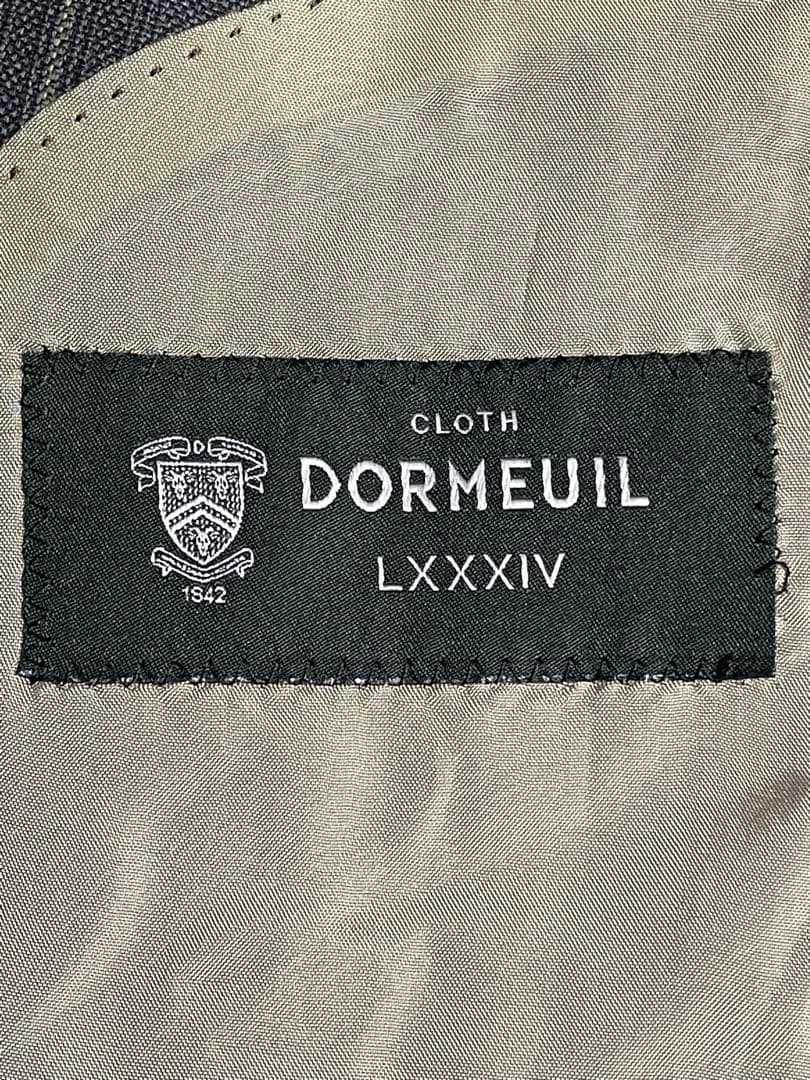 CLOTH
DORMEUIL
LXXXIV
D
1842